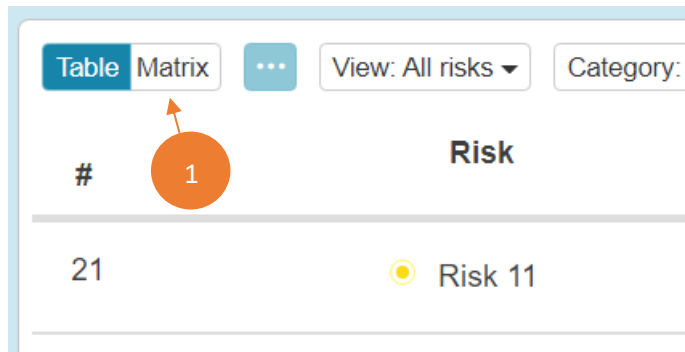 Table Matrix ... View: All risks Category:
# Risk
1
21 Risk 11